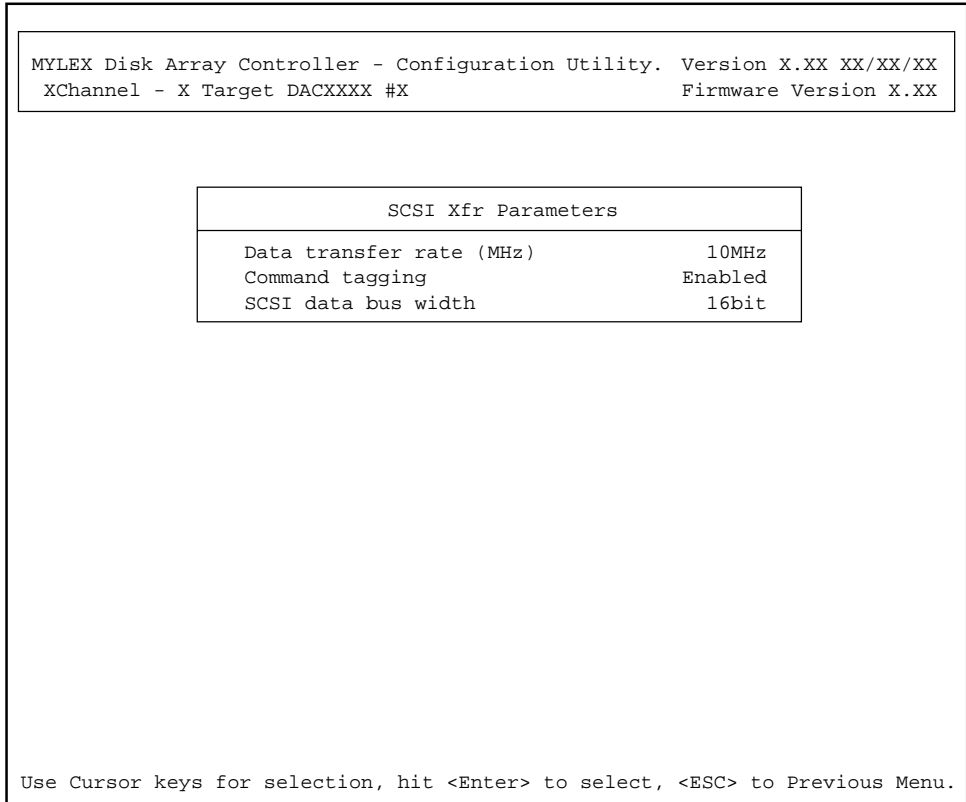 MYLEX Disk Array Controller - Configuration Utility. Version X.XX XX/XX/XX
XChannel - X Target DACXXXX #X Firmware Version X.XX
SCSI Xfr Parameters
Data transfer rate (MHz) 10MHz
Command tagging Enabled
SCSI data bus width 16bit
Use Cursor keys for selection, hit <Enter> to select, <ESC> to Previous Menu.